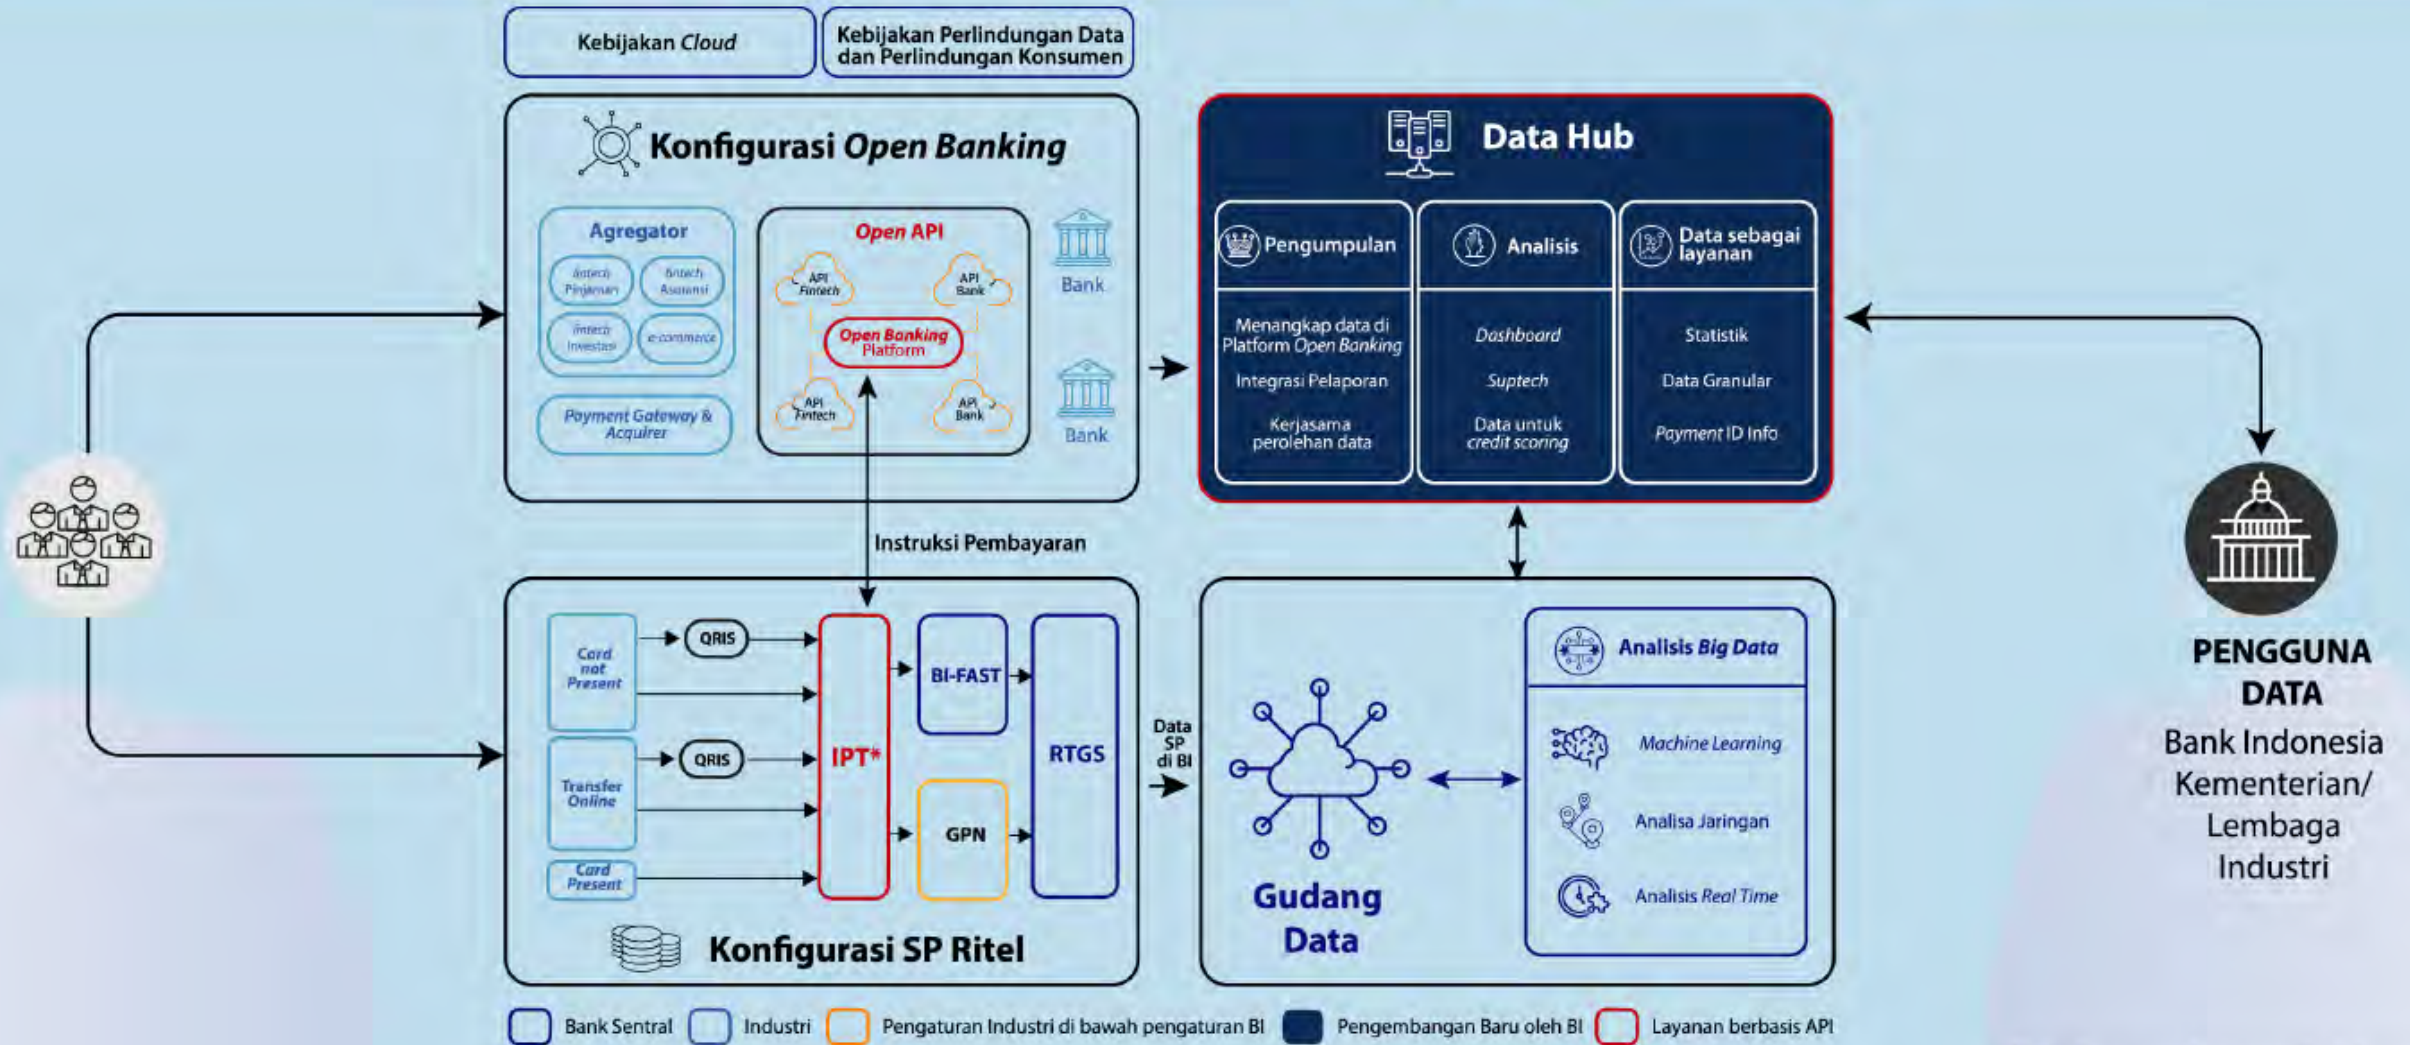 Kebijakan Cloud
Kebijakan Perlindungan Data
dan Perlindungan Konsumen
Konfigurasi Open Banking
Agregator
fintech
Pinjaman
fintech
Asuransi
fintech
Investasi
e-commerce
Payment Gateway &
Acquirer
Open API
API
Fintech
API
Bank
Open Banking
Platform
API
Fintech
API
Bank
Bank
Bank
Data Hub
Pengumpulan
Menangkap data di
Platform Open Banking
Integrasi Pelaporan
Kerjasama
perolehan data
Analisis
Dashboard
Suptech
Data untuk
credit scoring
Data sebagai
layanan
Statistik
Data Granular
Payment ID Info
Instruksi Pembayaran
Card
not
Present
QRIS
Transfer
Online
QRIS
Card
Present
IPT*
BI-FAST
GPN
RTGS
Konfigurasi SP Ritel
Data
SP
di BI
Gudang
Data
Analisis Big Data
Machine Learning
Analisa Jaringan
Analisis Real Time
PENGGUNA
DATA
Bank Indonesia
Kementerian/
Lembaga
Industri
Bank Sentral
Industri
Pengaturan Industri di bawah pengaturan BI
Pengembangan Baru oleh BI
Layanan berbasis API